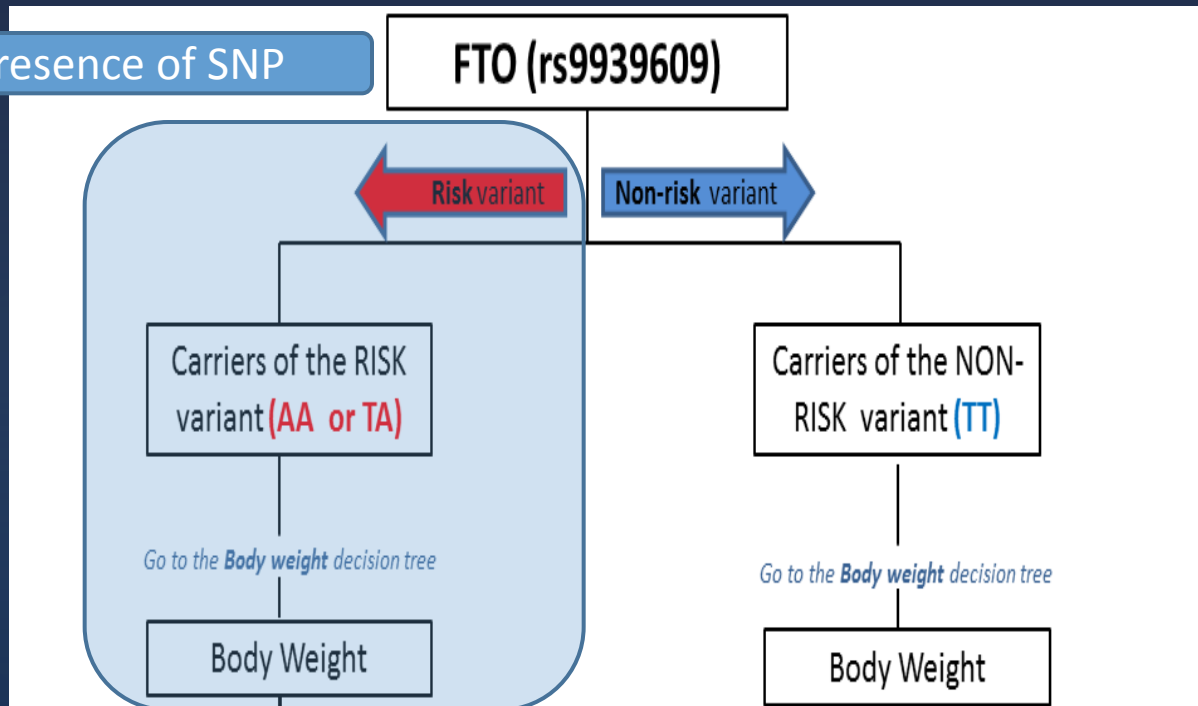 resence of SNP
FTO (rs9939609)
Risk variant
Non-risk variant
Carriers of the RISK
variant (AA or TA)
Carriers of the NON-
RISK variant (TT)
Go to the Body weight decision tree
Go to the Body weight decision tree
Body Weight
Body Weight